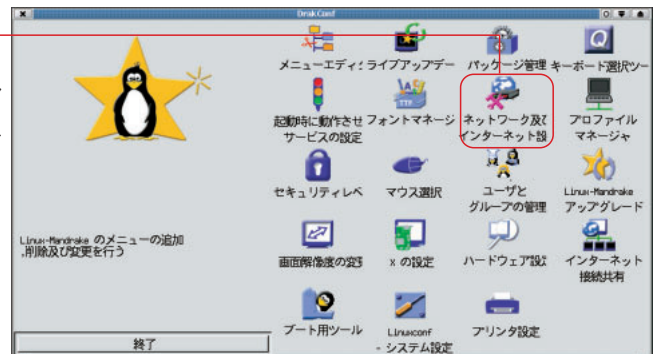 DrakConf
メニューエディ:
ライブアップデー
パッケージ管理
キーボード選択ツー
TTF
起動時に動作させ
サービスの設定
フォントマネージ
ネットワーク及び
インターネット設
プロファイル
マネージャ
セキュリティレベ
マウス選択
ユーザと
グループの管理
Linux-Mandrake
アップグレード
Linux-Mandrake のメニューの追加
,削除及び変更を行う
画面解像度の変更
x の設定
ハードウェア設定
インターネット
接続共有
ブート用ツール
Linuxconf
- システム設定
プリンタ設定
終了